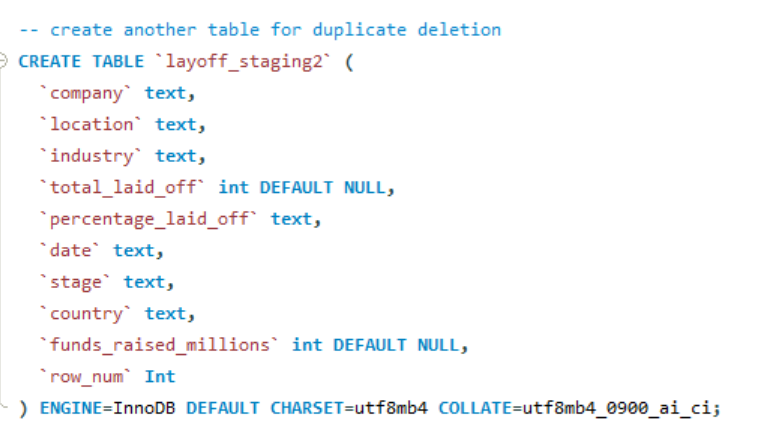 -- create another table for duplicate deletion
CREATE TABLE `layoff_staging2` (
`company` text,
`location` text,
`industry` text,
`total_laid_off` int DEFAULT NULL,
`percentage_laid_off` text,
`date` text,
`stage` text,
`country` text,
`funds_raised_millions` int DEFAULT NULL,
`row_num` Int
) ENGINE=InnoDB DEFAULT CHARSET=utf8mb4 COLLATE=utf8mb4_0900_ai_ci;